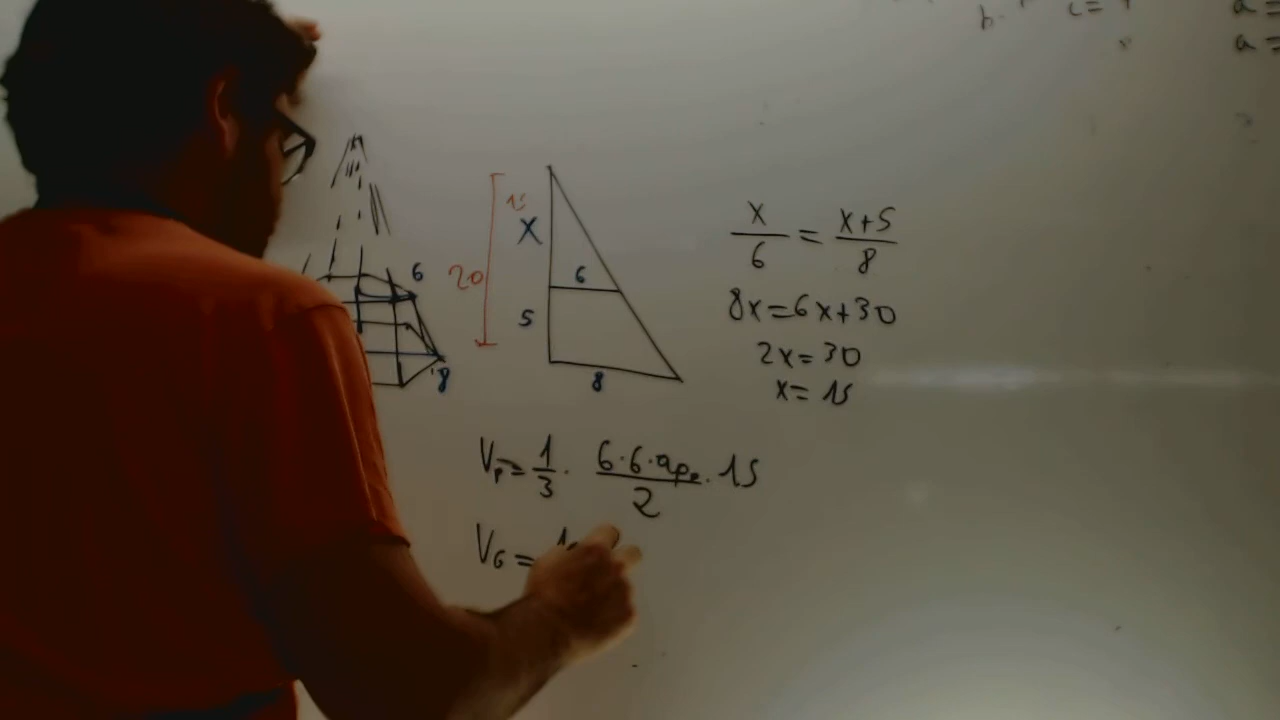 c=
a=
a=
15
X
20
6
6
5
8
8
x/6 = x+5/8
8x=6x+30
2x=30
x=15
Vp=1/3 · 6·6·ap₀/2 · 15
VG=